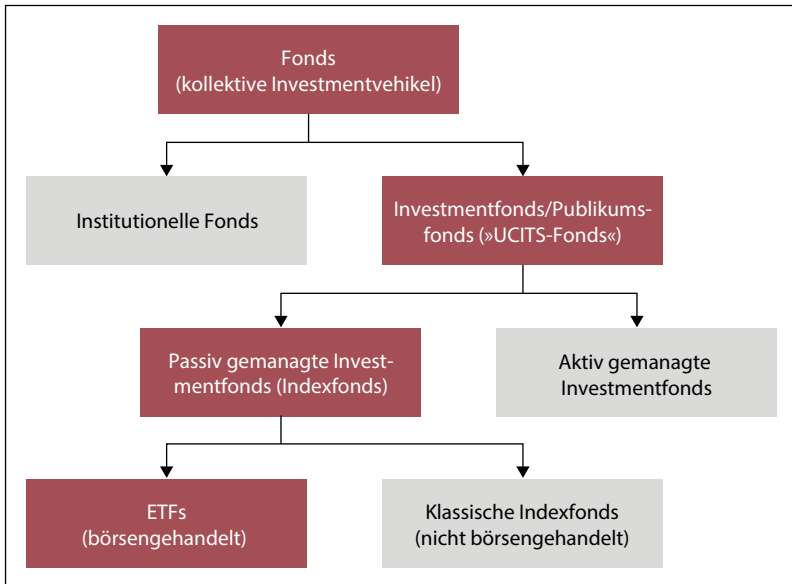 Fonds
(kollektive Investmentvehikel)
Institutionelle Fonds
Investmentfonds/Publikums-
fonds (»UCITS-Fonds«)
Passiv gemanagte Invest-
mentfonds (Indexfonds)
Aktiv gemanagte
Investmentfonds
ETFs
(börsengehandelt)
Klassische Indexfonds
(nicht börsengehandelt)